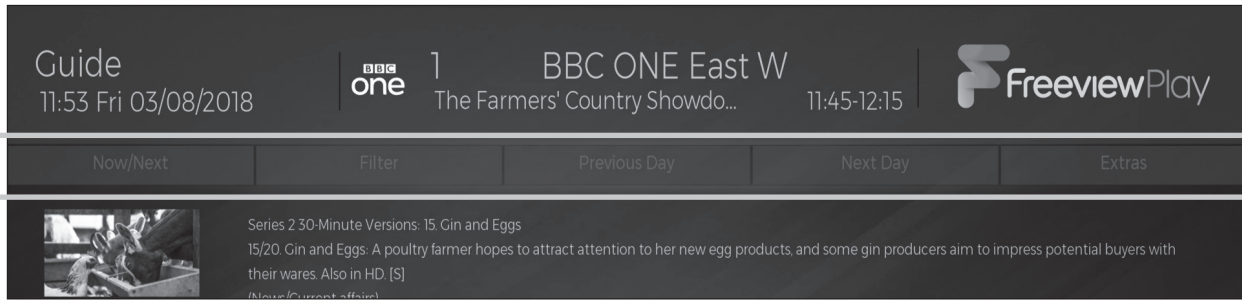 Guide
11:53 Fri 03/08/2018
BBC
one
1 BBC ONE East W
The Farmers' Country Showdo... 11:45-12:15
FreeviewPlay
Now/Next Filter Previous Day Next Day Extras
Series 2 30-Minute Versions: 15. Gin and Eggs
15/20. Gin and Eggs: A poultry farmer hopes to attract attention to her new egg products, and some gin producers aim to impress potential buyers with
their wares. Also in HD. [S]
(News/Current affairs)